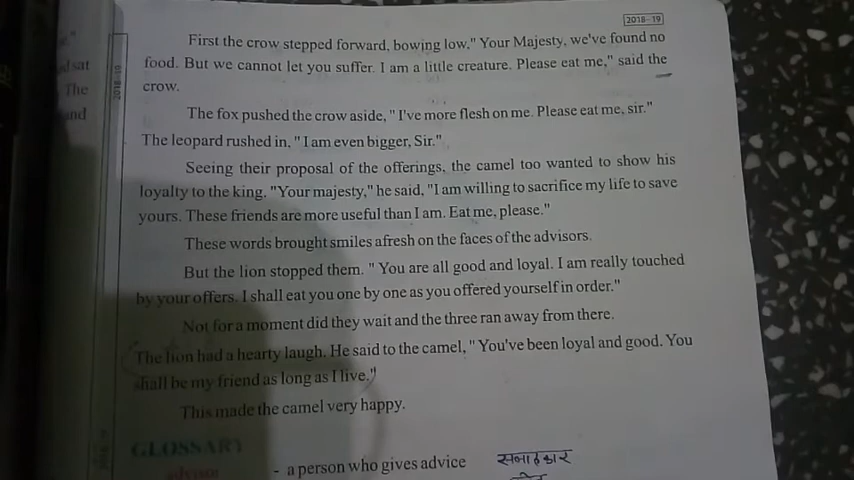 2018-19
First the crow stepped forward, bowing low." Your Majesty, we've found no
food. But we cannot let you suffer. I am a little creature. Please eat me," said the
crow.
The fox pushed the crow aside, " I've more flesh on me. Please eat me, sir."
The leopard rushed in, " I am even bigger, Sir."
Seeing their proposal of the offerings, the camel too wanted to show his
loyalty to the king. "Your majesty," he said, "I am willing to sacrifice my life to save
yours. These friends are more useful than I am. Eat me, please."
These words brought smiles afresh on the faces of the advisors.
But the lion stopped them. " You are all good and loyal. I am really touched
by your offers. I shall eat you one by one as you offered yourself in order."
Not for a moment did they wait and the three ran away from there.
The lion had a hearty laugh. He said to the camel, " You've been loyal and good. You
shall be my friend as long as I live."
This made the camel very happy.
GLOSSARY
advisor - a person who gives advice सलाहकार
sat
The
and
2018-19